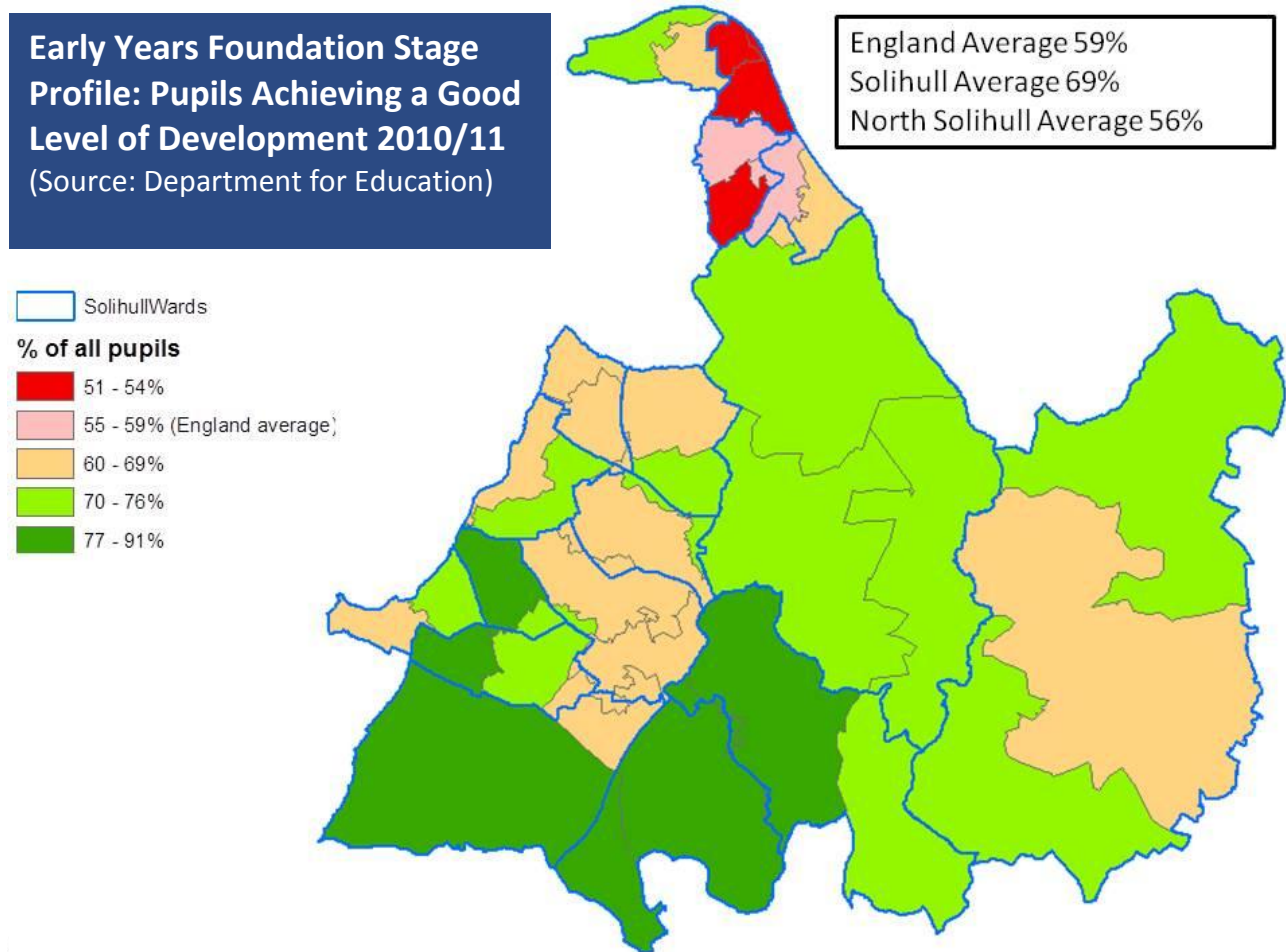 Early Years Foundation Stage
Profile: Pupils Achieving a Good
Level of Development 2010/11
(Source: Department for Education)
England Average 59%
Solihull Average 69%
North Solihull Average 56%
SolihullWards
% of all pupils
51 - 54%
55 - 59% (England average)
60 - 69%
70 - 76%
77 - 91%